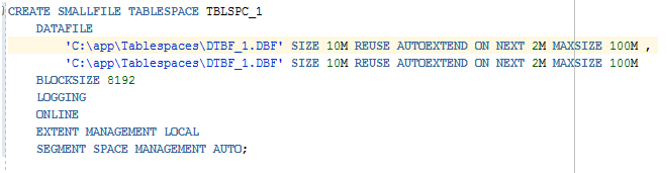 CREATE SMALLFILE TABLESPACE TBLSPC_1
DATAFILE
'C:\app\Tablespaces\DTBF_1.DBF' SIZE 10M REUSE AUTOEXTEND ON NEXT 2M MAXSIZE 100M ,
'C:\app\Tablespaces\DTBF_1.DBF' SIZE 10M REUSE AUTOEXTEND ON NEXT 2M MAXSIZE 100M
BLOCKSIZE 8192
LOGGING
ONLINE
EXTENT MANAGEMENT LOCAL
SEGMENT SPACE MANAGEMENT AUTO;